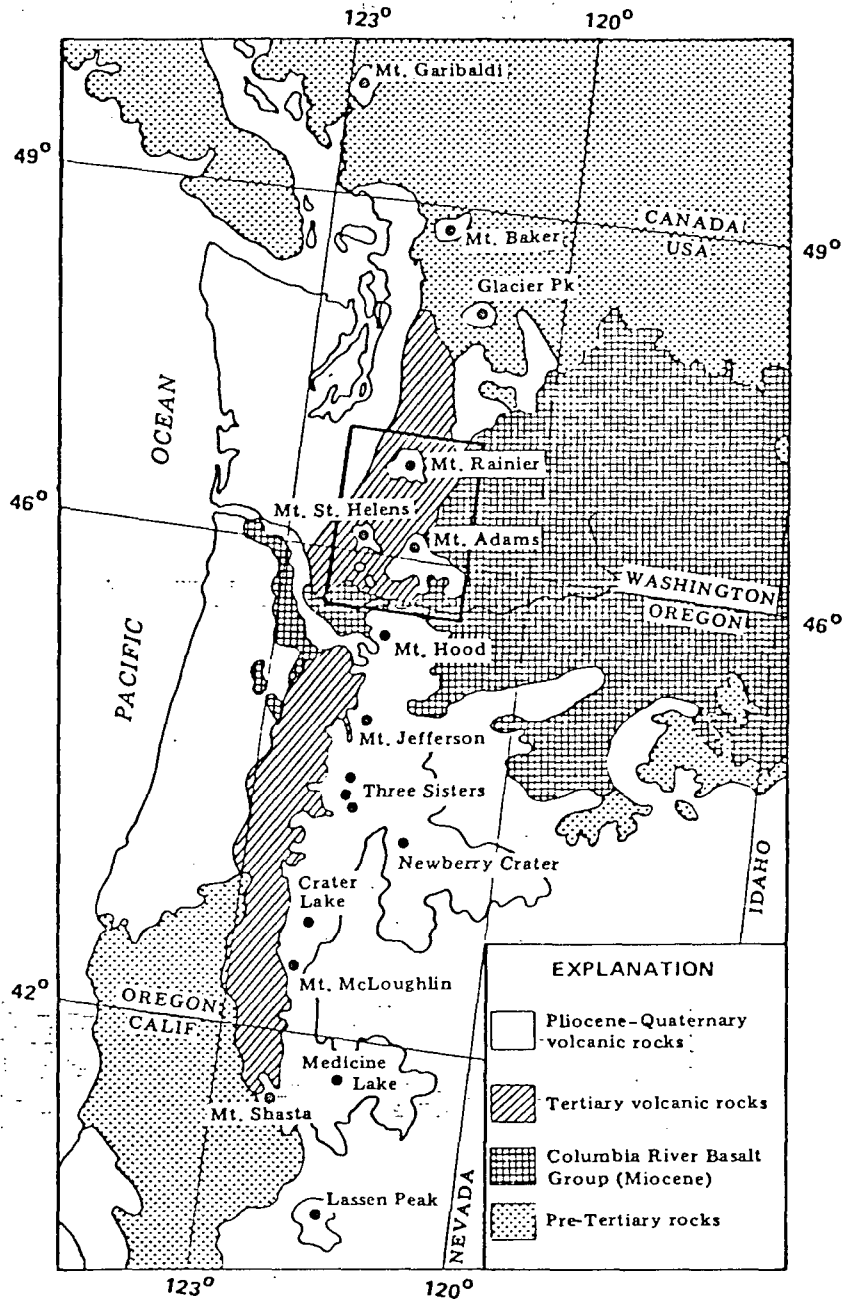 123° 120°
Mt. Garibaldi
49°
CANADA
USA
Mt. Baker
49°
Glacier Pk
OCEAN
Mt. Rainier
46°
Mt. St. Helens
Mt. Adams
WASHINGTON
OREGON
46°
PACIFIC
Mt. Hood
Mt. Jefferson
Three Sisters
Newberry Crater
Crater
Lake
IDAHO
Mt. McLoughlin
42°
OREGON
CALIF.
Medicine
Lake
Mt. Shasta
Lassen Peak
NEVADA
EXPLANATION
Pliocene-Quaternary
volcanic rocks
Tertiary volcanic rocks
Columbia River Basalt
Group (Miocene)
Pre-Tertiary rocks
123° 120°